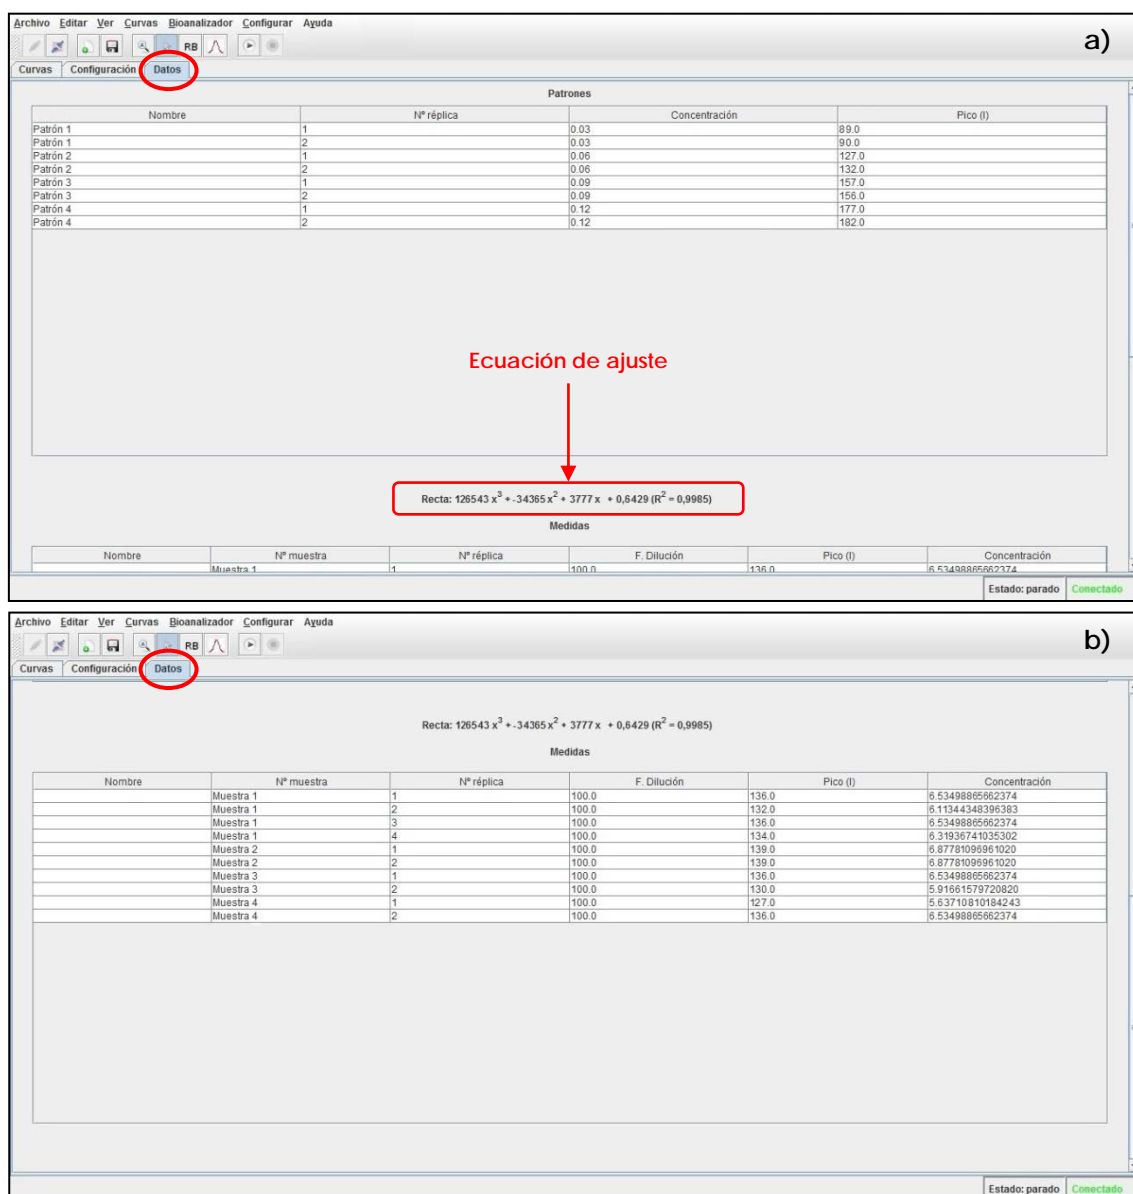 Archivo Editar Ver Curvas Bioanalizador Configurar Ayuda
RB
a)
Curvas Configuración Datos
Patrones
Nombre Nº réplica Concentración Pico (I)
Patrón 1 1 0.03 89.0
Patrón 1 2 0.03 90.0
Patrón 2 1 0.06 127.0
Patrón 2 2 0.06 132.0
Patrón 3 1 0.09 157.0
Patrón 3 2 0.09 156.0
Patrón 4 1 0.12 177.0
Patrón 4 2 0.12 182.0
Ecuación de ajuste
Recta: 126543 x³ + -34365 x² + 3777 x + 0,6429 (R² = 0,9985)
Medidas
Nombre Nº muestra Nº réplica F. Dilución Pico (I) Concentración
Muestra 1 1 100.0 136.0 6.53498865662374
Estado: parado Conectado
Archivo Editar Ver Curvas Bioanalizador Configurar Ayuda
RB
b)
Curvas Configuración Datos
Recta: 126543 x³ + -34365 x² + 3777 x + 0,6429 (R² = 0,9985)
Medidas
Nombre Nº muestra Nº réplica F. Dilución Pico (I) Concentración
Muestra 1 1 100.0 136.0 6.53498865662374
Muestra 1 2 100.0 132.0 6.11344348396383
Muestra 1 3 100.0 136.0 6.53498865662374
Muestra 1 4 100.0 134.0 6.31936741035302
Muestra 2 1 100.0 139.0 6.87781096961020
Muestra 2 2 100.0 139.0 6.87781096961020
Muestra 3 1 100.0 136.0 6.53498865662374
Muestra 3 2 100.0 130.0 5.91661579720820
Muestra 4 1 100.0 127.0 5.63710810184243
Muestra 4 2 100.0 136.0 6.53498865662374
Estado: parado Conectado